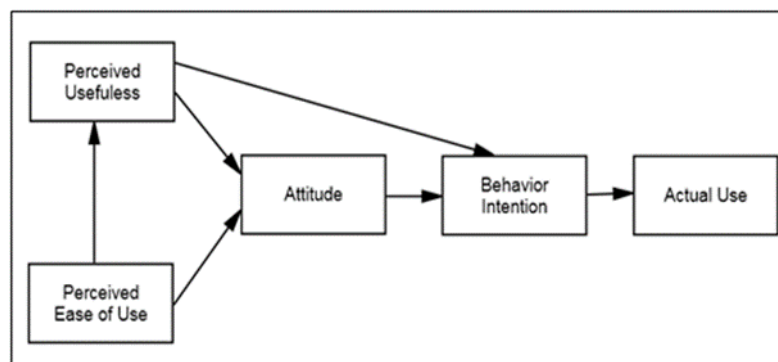 Perceived
Usefuless
Attitude
Behavior
Intention
Actual Use
Perceived
Ease of Use